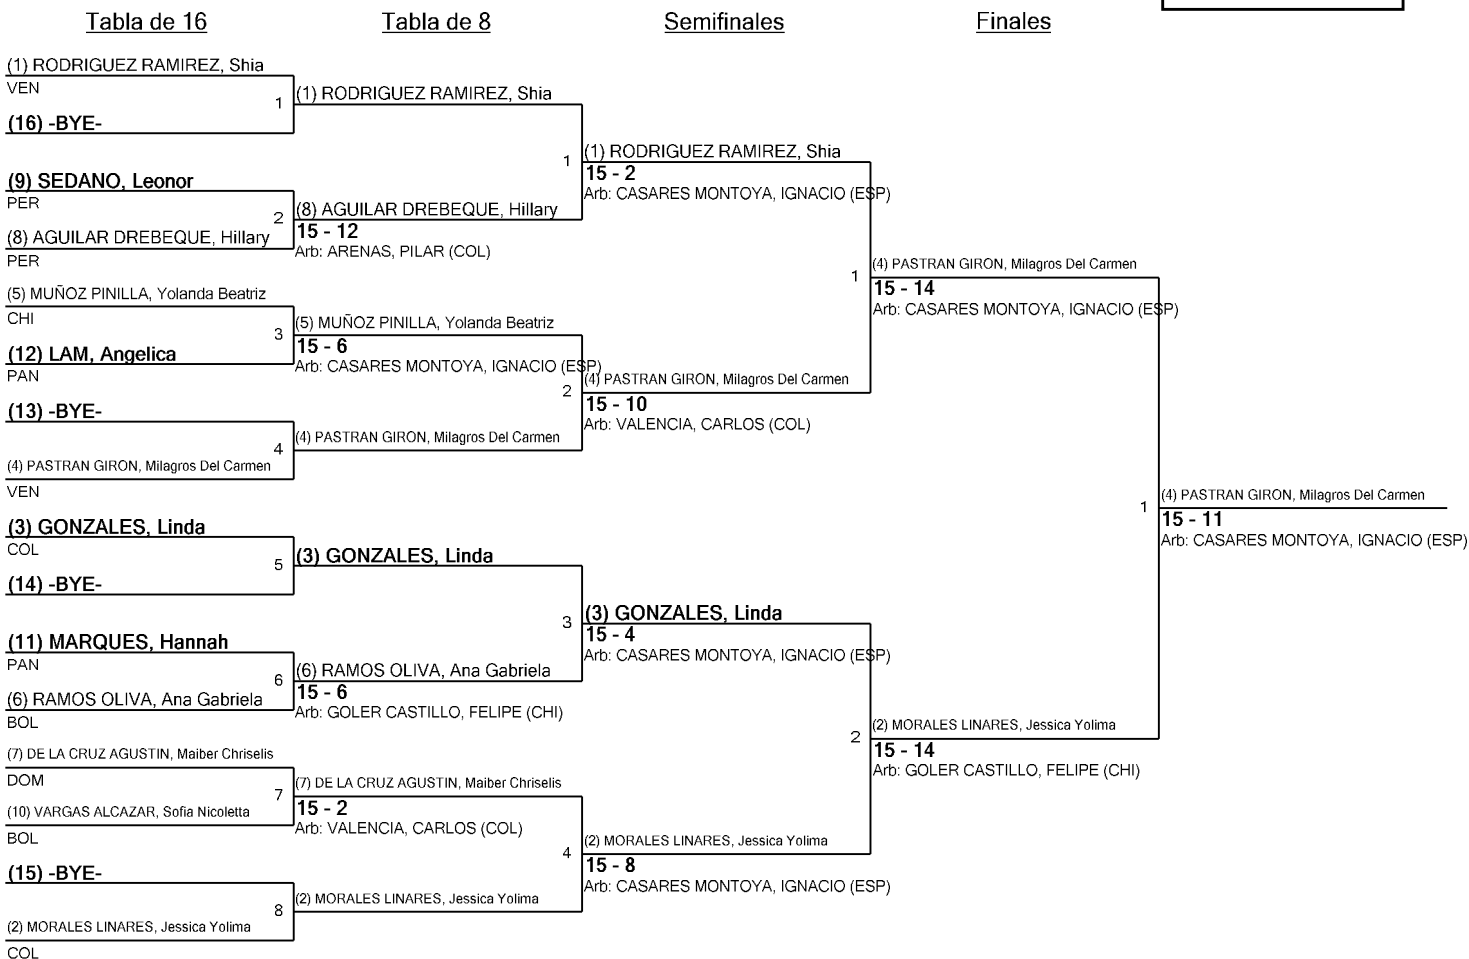 Tabla de 16
Tabla de 8
Semifinales
Finales
(1) RODRIGUEZ RAMIREZ, Shia
VEN
1
(16) -BYE-
(9) SEDANO, Leonor
PER
2
(8) AGUILAR DREBEQUE, Hillary
PER
(5) MUÑOZ PINILLA, Yolanda Beatriz
CHI
3
(12) LAM, Angelica
PAN
(13) -BYE-
4
(4) PASTRAN GIRON, Milagros Del Carmen
VEN
(3) GONZALES, Linda
COL
5
(14) -BYE-
(11) MARQUES, Hannah
PAN
6
(6) RAMOS OLIVA, Ana Gabriela
BOL
(7) DE LA CRUZ AGUSTIN, Maiber Chriselis
DOM
7
(10) VARGAS ALCAZAR, Sofia Nicoletta
BOL
(15) -BYE-
8
(2) MORALES LINARES, Jessica Yolima
COL
(1) RODRIGUEZ RAMIREZ, Shia
1
(8) AGUILAR DREBEQUE, Hillary
15 - 12
Arb: ARENAS, PILAR (COL)
(5) MUÑOZ PINILLA, Yolanda Beatriz
15 - 6
Arb: CASARES MONTOYA, IGNACIO (ESP)
2
(4) PASTRAN GIRON, Milagros Del Carmen
(3) GONZALES, Linda
3
(6) RAMOS OLIVA, Ana Gabriela
15 - 6
Arb: GOLER CASTILLO, FELIPE (CHI)
(7) DE LA CRUZ AGUSTIN, Maiber Chriselis
15 - 2
Arb: VALENCIA, CARLOS (COL)
4
(2) MORALES LINARES, Jessica Yolima
(1) RODRIGUEZ RAMIREZ, Shia
15 - 2
Arb: CASARES MONTOYA, IGNACIO (ESP)
1
(4) PASTRAN GIRON, Milagros Del Carmen
15 - 10
Arb: VALENCIA, CARLOS (COL)
(3) GONZALES, Linda
15 - 4
Arb: CASARES MONTOYA, IGNACIO (ESP)
2
(2) MORALES LINARES, Jessica Yolima
15 - 8
Arb: CASARES MONTOYA, IGNACIO (ESP)
(4) PASTRAN GIRON, Milagros Del Carmen
15 - 14
Arb: CASARES MONTOYA, IGNACIO (ESP)
1
(2) MORALES LINARES, Jessica Yolima
15 - 14
Arb: GOLER CASTILLO, FELIPE (CHI)
(4) PASTRAN GIRON, Milagros Del Carmen
15 - 11
Arb: CASARES MONTOYA, IGNACIO (ESP)